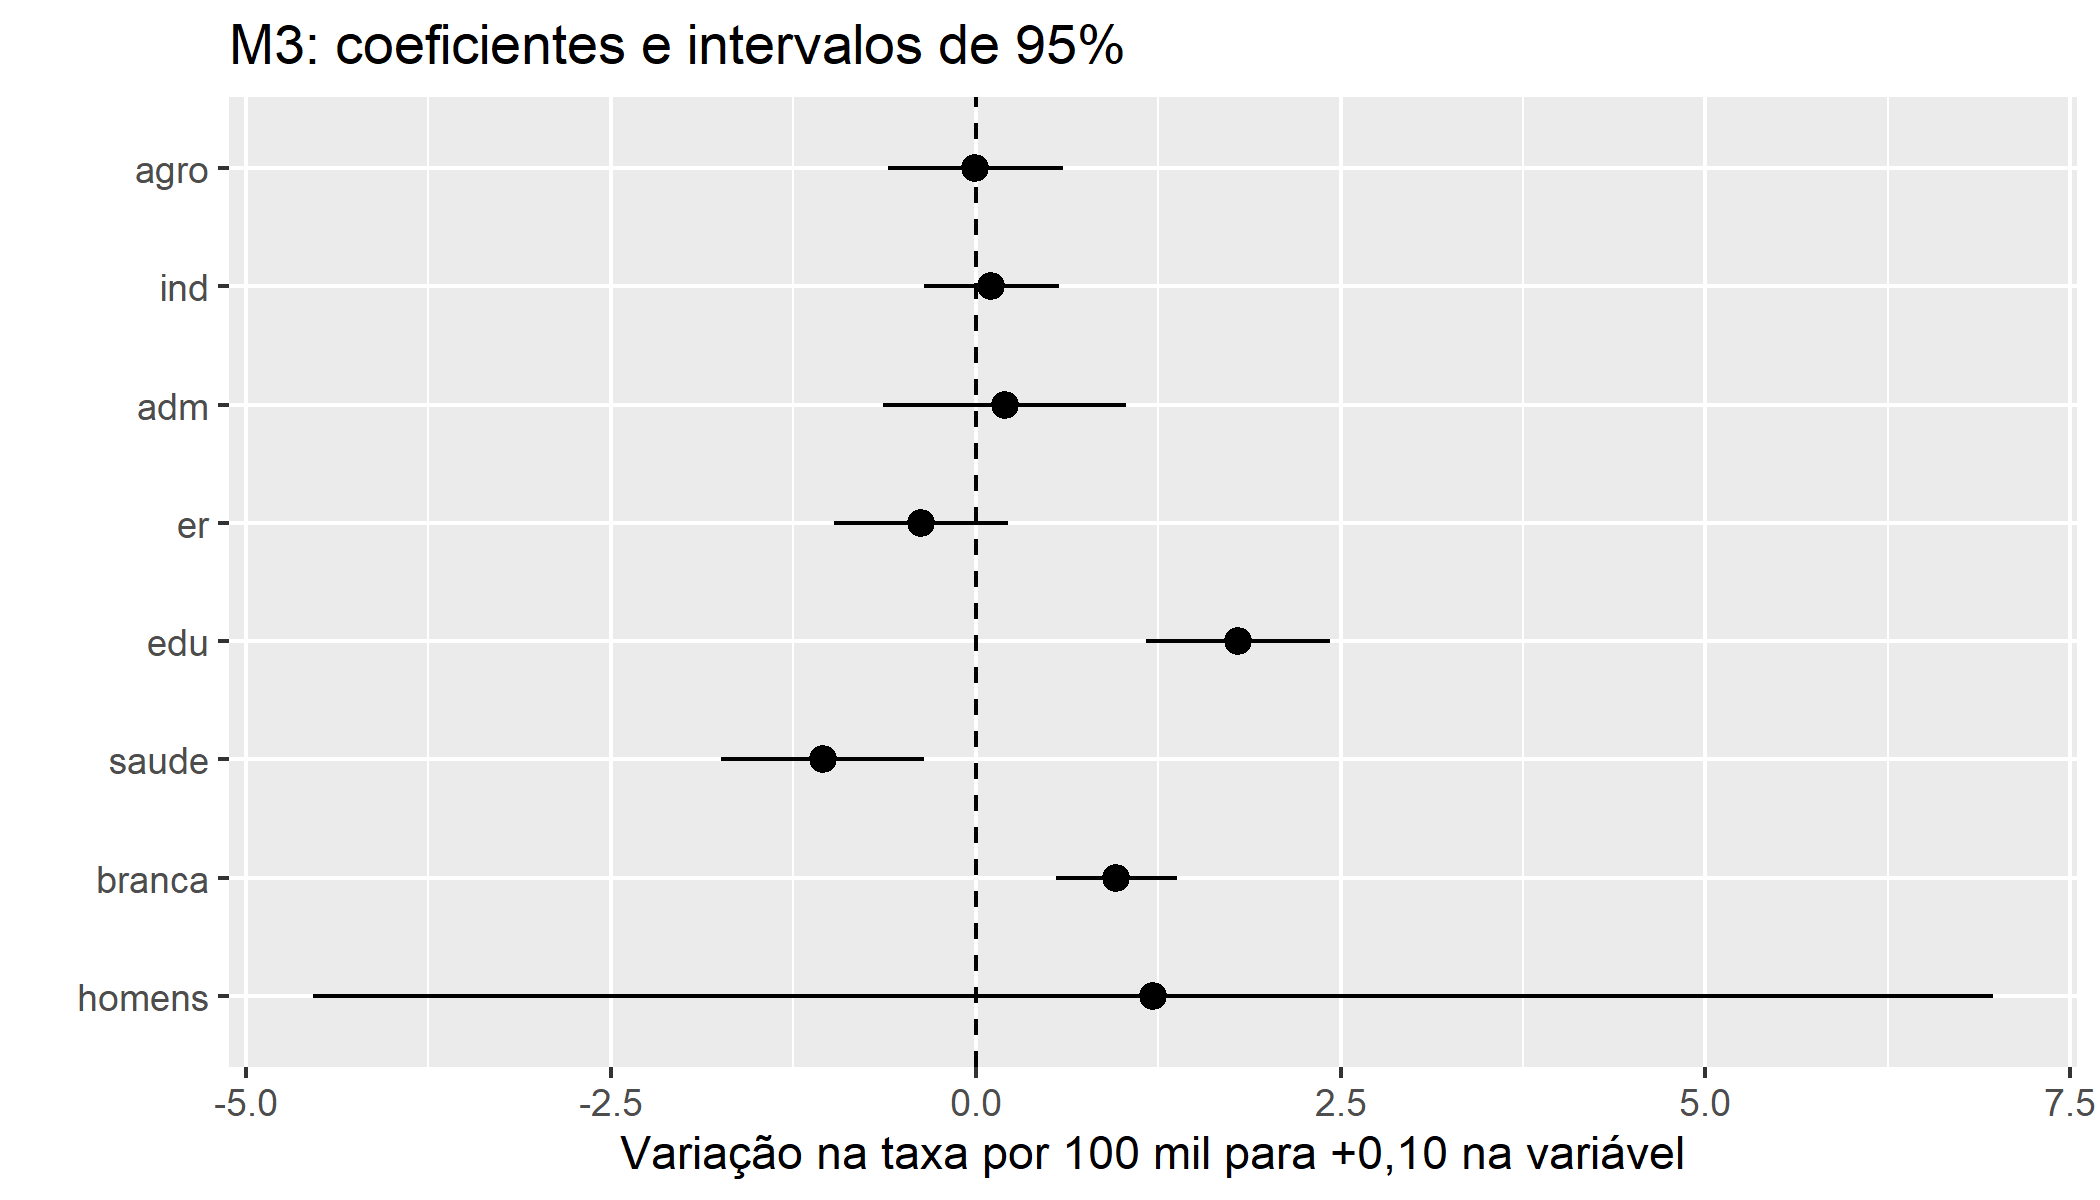 M3: coeficientes e intervalos de 95%
agro
ind
adm
er
edu
saude
branca
homens
-5.0 -2.5 0.0 2.5 5.0 7.5
Variação na taxa por 100 mil para +0,10 na variável